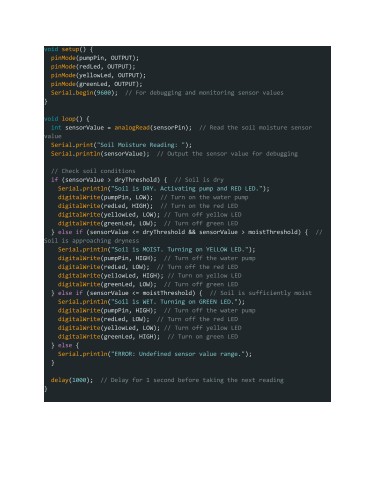 void setup() {
pinMode(pumpPin, OUTPUT);
pinMode(redLed, OUTPUT);
pinMode(yellowLed, OUTPUT);
pinMode(greenLed, OUTPUT);
Serial.begin(9600);  // For debugging and monitoring sensor values
}
void loop() {
int sensorValue = analogRead(sensorPin);  // Read the soil moisture sensor
value
Serial.print("Soil Moisture Reading: ");
Serial.println(sensorValue);  // Output the sensor value for debugging
// Check soil conditions
if (sensorValue > dryThreshold) {  // Soil is dry
Serial.println("Soil is DRY. Activating pump and RED LED.");
digitalWrite(pumpPin, LOW);  // Turn on the water pump
digitalWrite(redLed, HIGH);  // Turn on the red LED
digitalWrite(yellowLed, LOW); // Turn off yellow LED
digitalWrite(greenLed, LOW);  // Turn off green LED
} else if (sensorValue <= dryThreshold && sensorValue > moistThreshold) {  //
Soil is approaching dryness
Serial.println("Soil is MOIST. Turning on YELLOW LED.");
digitalWrite(pumpPin, HIGH);  // Turn off the water pump
digitalWrite(redLed, LOW);  // Turn off the red LED
digitalWrite(yellowLed, HIGH); // Turn on yellow LED
digitalWrite(greenLed, LOW);  // Turn off green LED
} else if (sensorValue <= moistThreshold) {  // Soil is sufficiently moist
Serial.println("Soil is WET. Turning on GREEN LED.");
digitalWrite(pumpPin, HIGH);  // Turn off the water pump
digitalWrite(redLed, LOW);  // Turn off the red LED
digitalWrite(yellowLed, LOW); // Turn off yellow LED
digitalWrite(greenLed, HIGH);  // Turn on green LED
} else {
Serial.println("ERROR: Undefined sensor value range.");
}
delay(1000);  // Delay for 1 second before taking the next reading
}